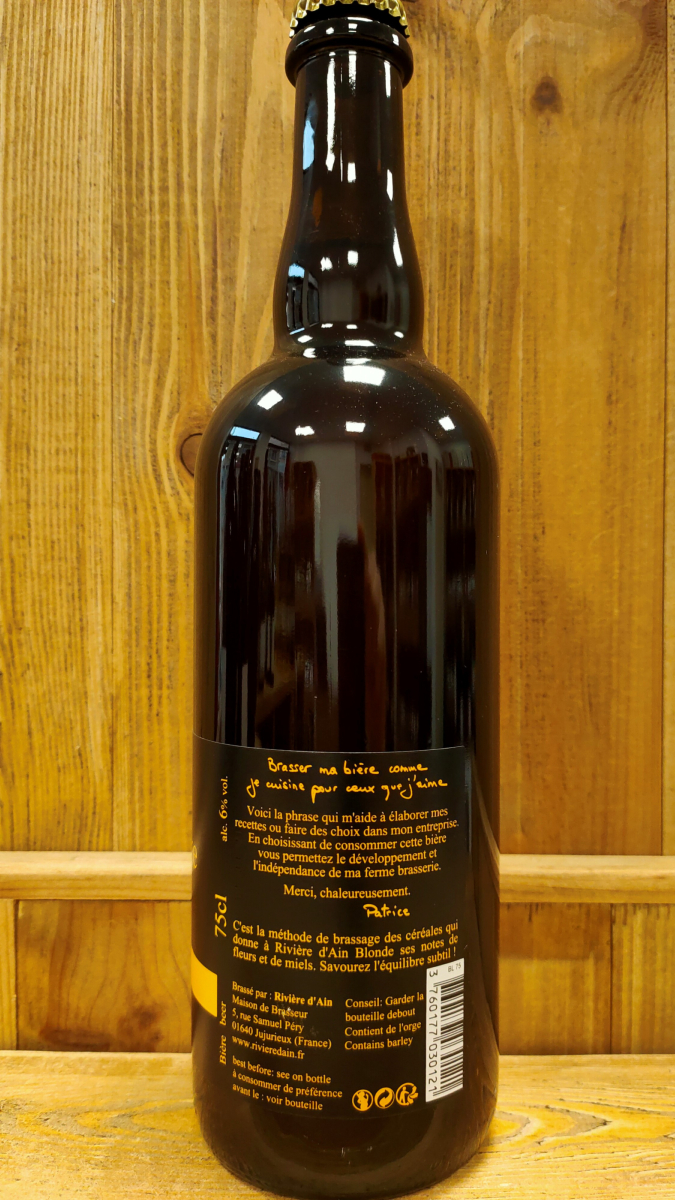 Brasser ma bière comme
je cuisine pour ceux que j'aime
Voici la phrase qui m'aide à élaborer mes
recettes ou faire des choix dans mon entreprise.
En choisissant de consommer cette bière
vous permettez le développement et
l'indépendance de ma ferme brasserie.
Merci, chaleureusement.
Patrice
C'est la méthode de brassage des céréales qui
donne à Rivière d'Ain Blonde ses notes de
fleurs et de miels. Savourez l'équilibre subtil !
alc. 6% vol.
75cl
Bière beer
Brassé par : Rivière d'Ain
Maison de Brasseur
5, rue Samuel Péry
01640 Jujurieux (France)
www.rivieredain.fr
best before: see on bottle
à consommer de préférence
avant le : voir bouteille
Conseil: Garder la
bouteille debout
Contient de l'orge
Contains barley
BL 75
3 760177 030121